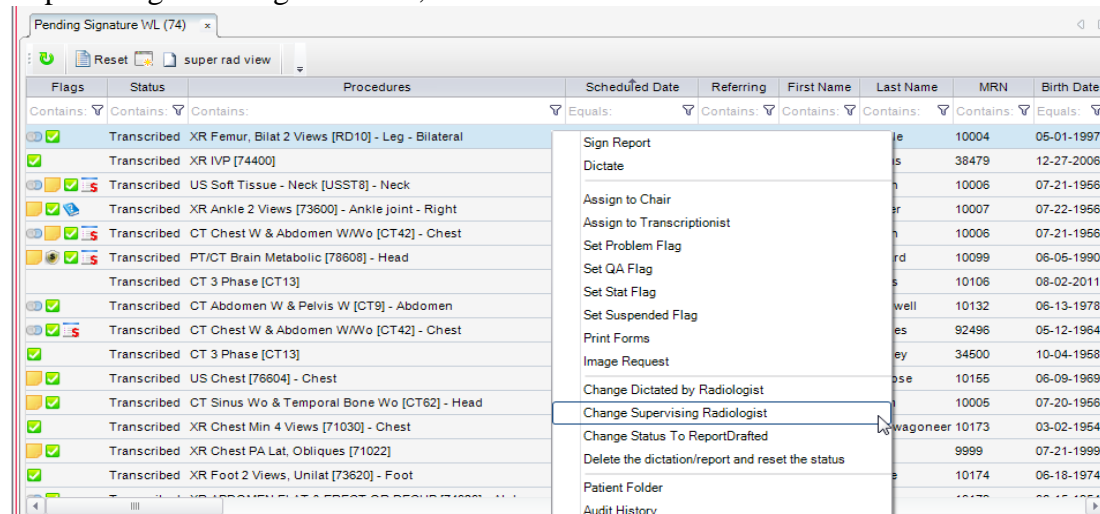 Pending Signature WL (74) x
Reset super rad view
Flags Status Procedures Scheduled Date Referring First Name Last Name MRN Birth Date
Contains: Contains: Contains: Equals: Contains: Contains: Contains: Contains: Equals:
Transcribed XR Femur, Bilat 2 Views [RD10] - Leg - Bilateral 10004 05-01-1997
Transcribed XR IVP [74400] 38479 12-27-2006
Transcribed US Soft Tissue - Neck [USST8] - Neck 10006 07-21-1956
Transcribed XR Ankle 2 Views [73600] - Ankle joint - Right 10007 07-22-1956
Transcribed CT Chest W & Abdomen W/Wo [CT42] - Chest 10006 07-21-1956
Transcribed PT/CT Brain Metabolic [78608] - Head rd 10099 06-05-1990
Transcribed CT 3 Phase [CT13] 10106 08-02-2011
Transcribed CT Abdomen W & Pelvis W [CT9] - Abdomen well 10132 06-13-1978
Transcribed CT Chest W & Abdomen W/Wo [CT42] - Chest es 92496 05-12-1964
Transcribed CT 3 Phase [CT13] ey 34500 10-04-1958
Transcribed US Chest [76604] - Chest ose 10155 06-09-1969
Transcribed CT Sinus Wo & Temporal Bone Wo [CT62] - Head 10005 07-20-1956
Transcribed XR Chest Min 4 Views [71030] - Chest wagoneer 10173 03-02-1954
Transcribed XR Chest PA Lat, Obliques [71022] 9999 07-21-1999
Transcribed XR Foot 2 Views, Unilat [73620] - Foot 10174 06-18-1974
Sign Report
Dictate
Assign to Chair
Assign to Transcriptionist
Set Problem Flag
Set QA Flag
Set Stat Flag
Set Suspended Flag
Print Forms
Image Request
Change Dictated by Radiologist
Change Supervising Radiologist
Change Status To ReportDrafted
Delete the dictation/report and reset the status
Patient Folder
Audit History